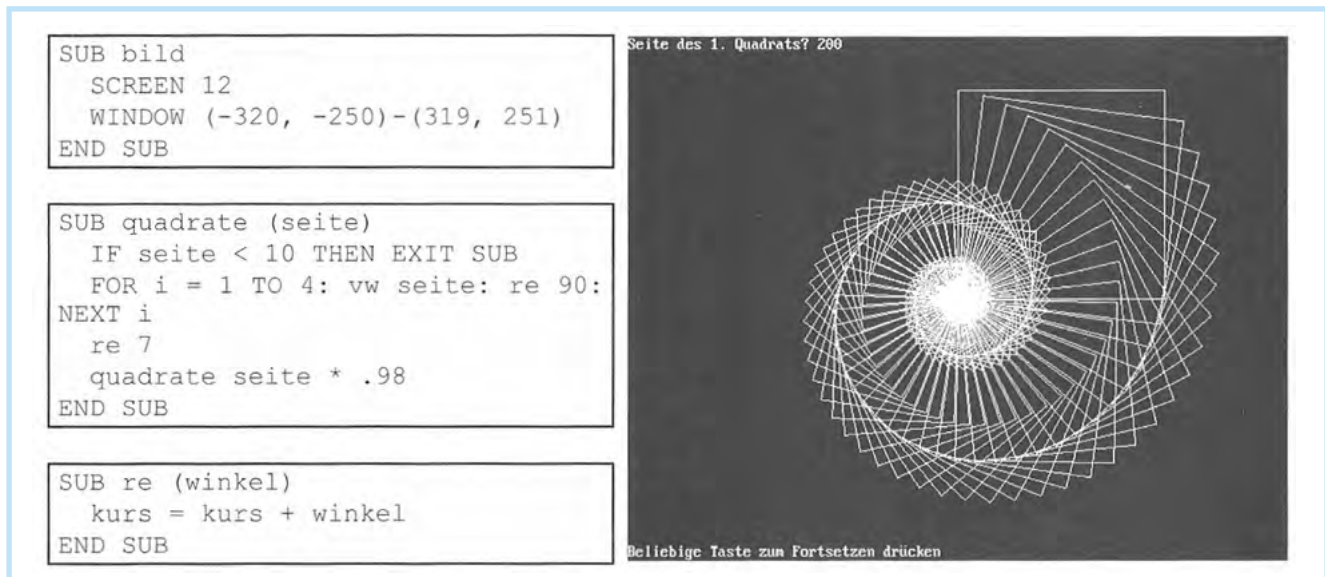 SUB bild
SCREEN 12
WINDOW (-320, -250)-(319, 251)
END SUB
SUB quadrate (seite)
IF seite < 10 THEN EXIT SUB
FOR i = 1 TO 4: vw seite: re 90:
NEXT i
re 7
quadrate seite * .98
END SUB
SUB re (winkel)
kurs = kurs + winkel
END SUB
Seite des 1. Quadrats? 200
Beliebige Taste zum Fortsetzen drücken